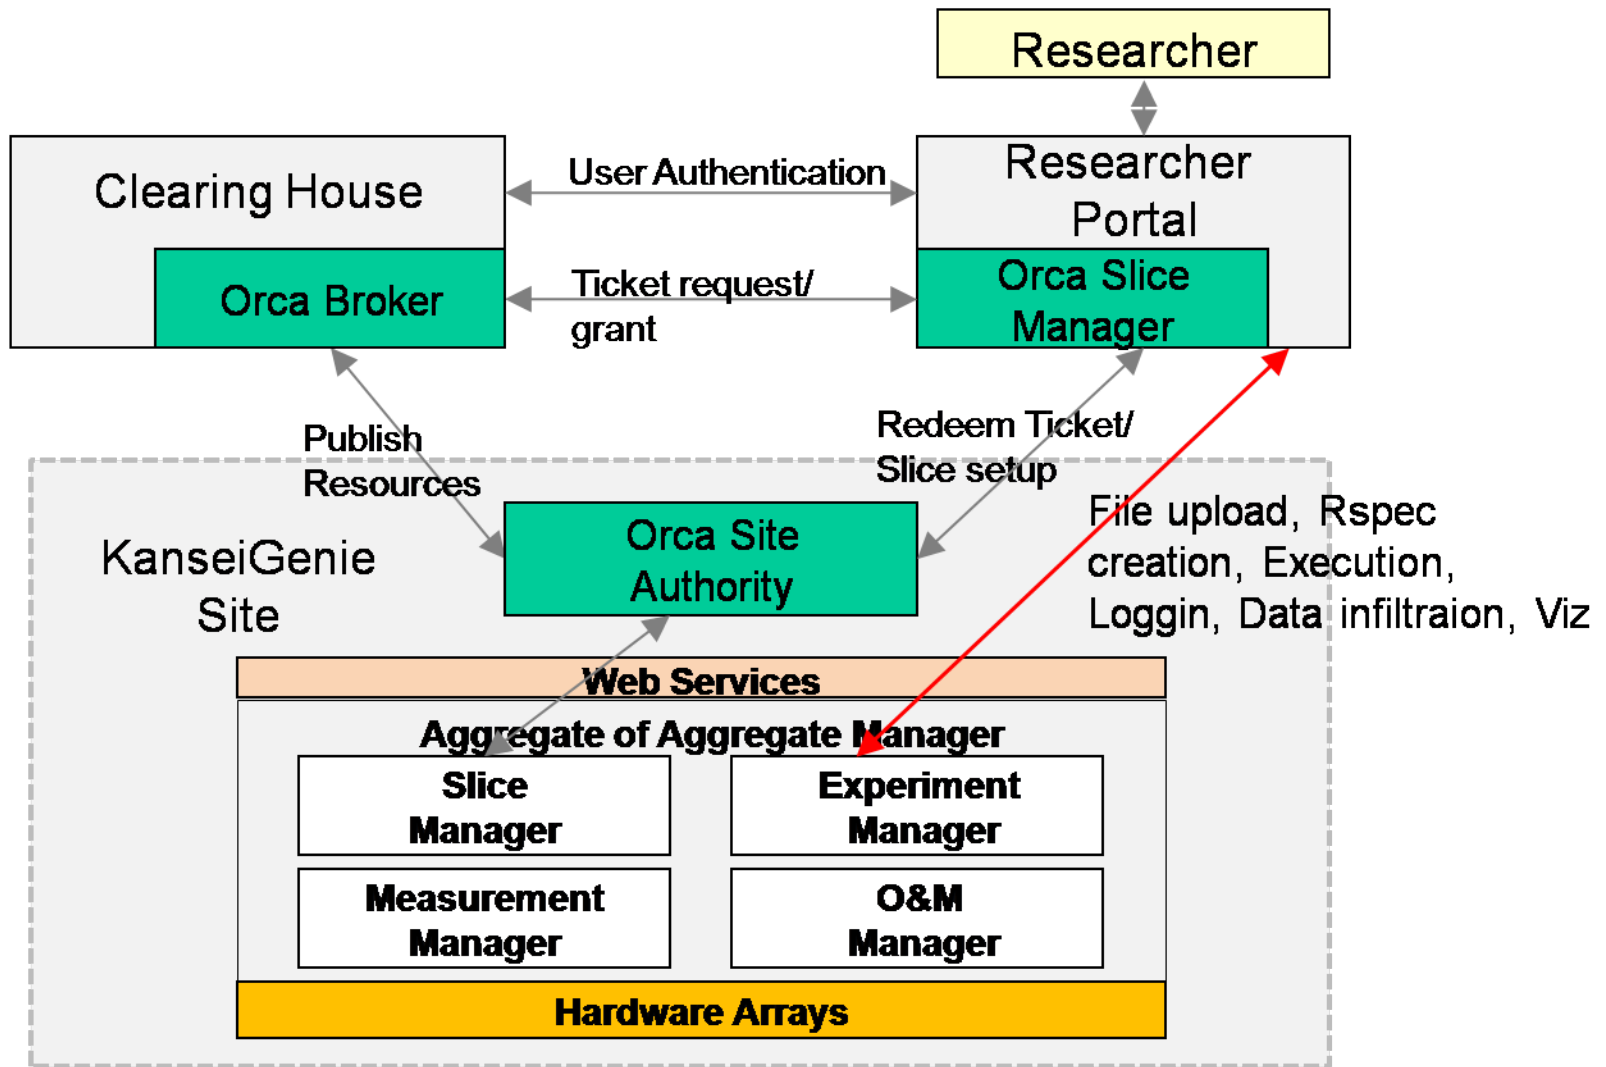 Researcher
Clearing House
User Authentication
Researcher
Portal
Orca Broker
Ticket request/
grant
Orca Slice
Manager
Publish
Resources
Redeem Ticket/
Slice setup
KanseiGenie
Site
Orca Site
Authority
File upload, Rspec
creation, Execution,
Loggin, Data infiltraion, Viz
Web Services
Aggregate of Aggregate Manager
Slice
Manager
Experiment
Manager
Measurement
Manager
O&M
Manager
Hardware Arrays